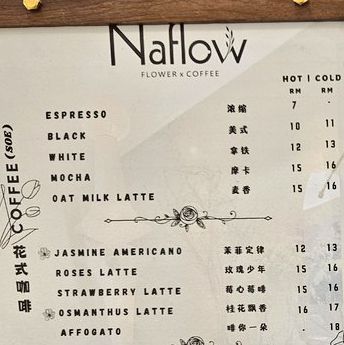 Naflow
FLOWER x COFFEE
HOT | COLD
RM RM
COFFEE (SOE)
ESPRESSO 浓缩 7 -
BLACK 美式 10 11
WHITE 拿铁 12 13
MOCHA 摩卡 15 16
OAT MILK LATTE 麦香 15 16
花式咖啡
JASMINE AMERICANO 茉菲定律 12 13
ROSES LATTE 玫瑰少年 15 16
STRAWBERRY LATTE 莓心莓啡 15 16
OSMANTHUS LATTE 桂花飘香 16 17
AFFOGATO 啡你一朵 - 18